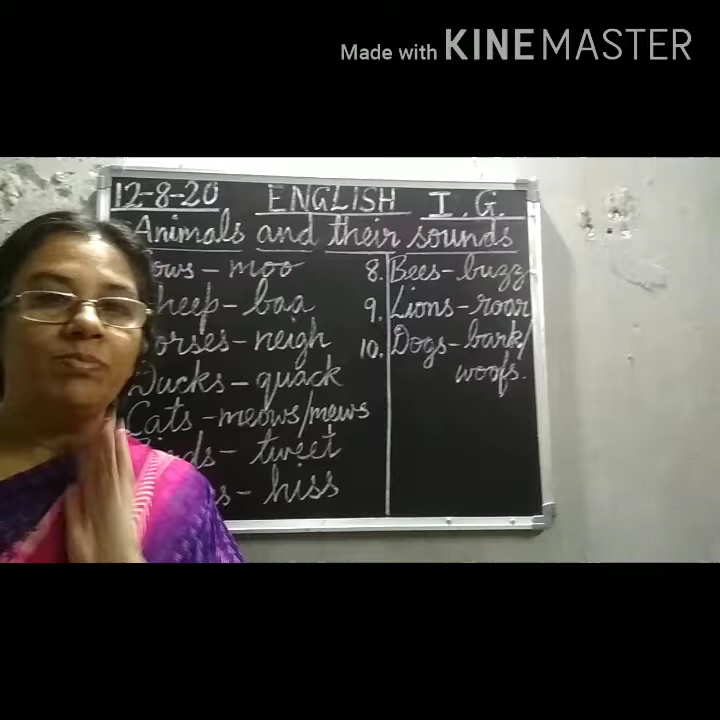 Made with KINEMASTER
12-8-20 ENGLISH I.G.
Animals and their sounds
ows - moo
heep - baa
orses - neigh
Ducks - quack
Cats - meows/mews
ds - tweet
s - hiss
8. Bees - buzz
9. Lions - roar
10. Dogs - bark/
woofs.